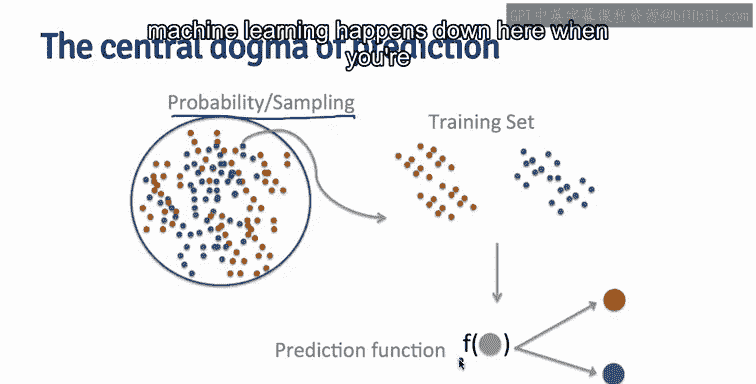 machine learning happens down here when
you're
The central dogma of prediction
Probability/Sampling
Training Set
Prediction function
f( )